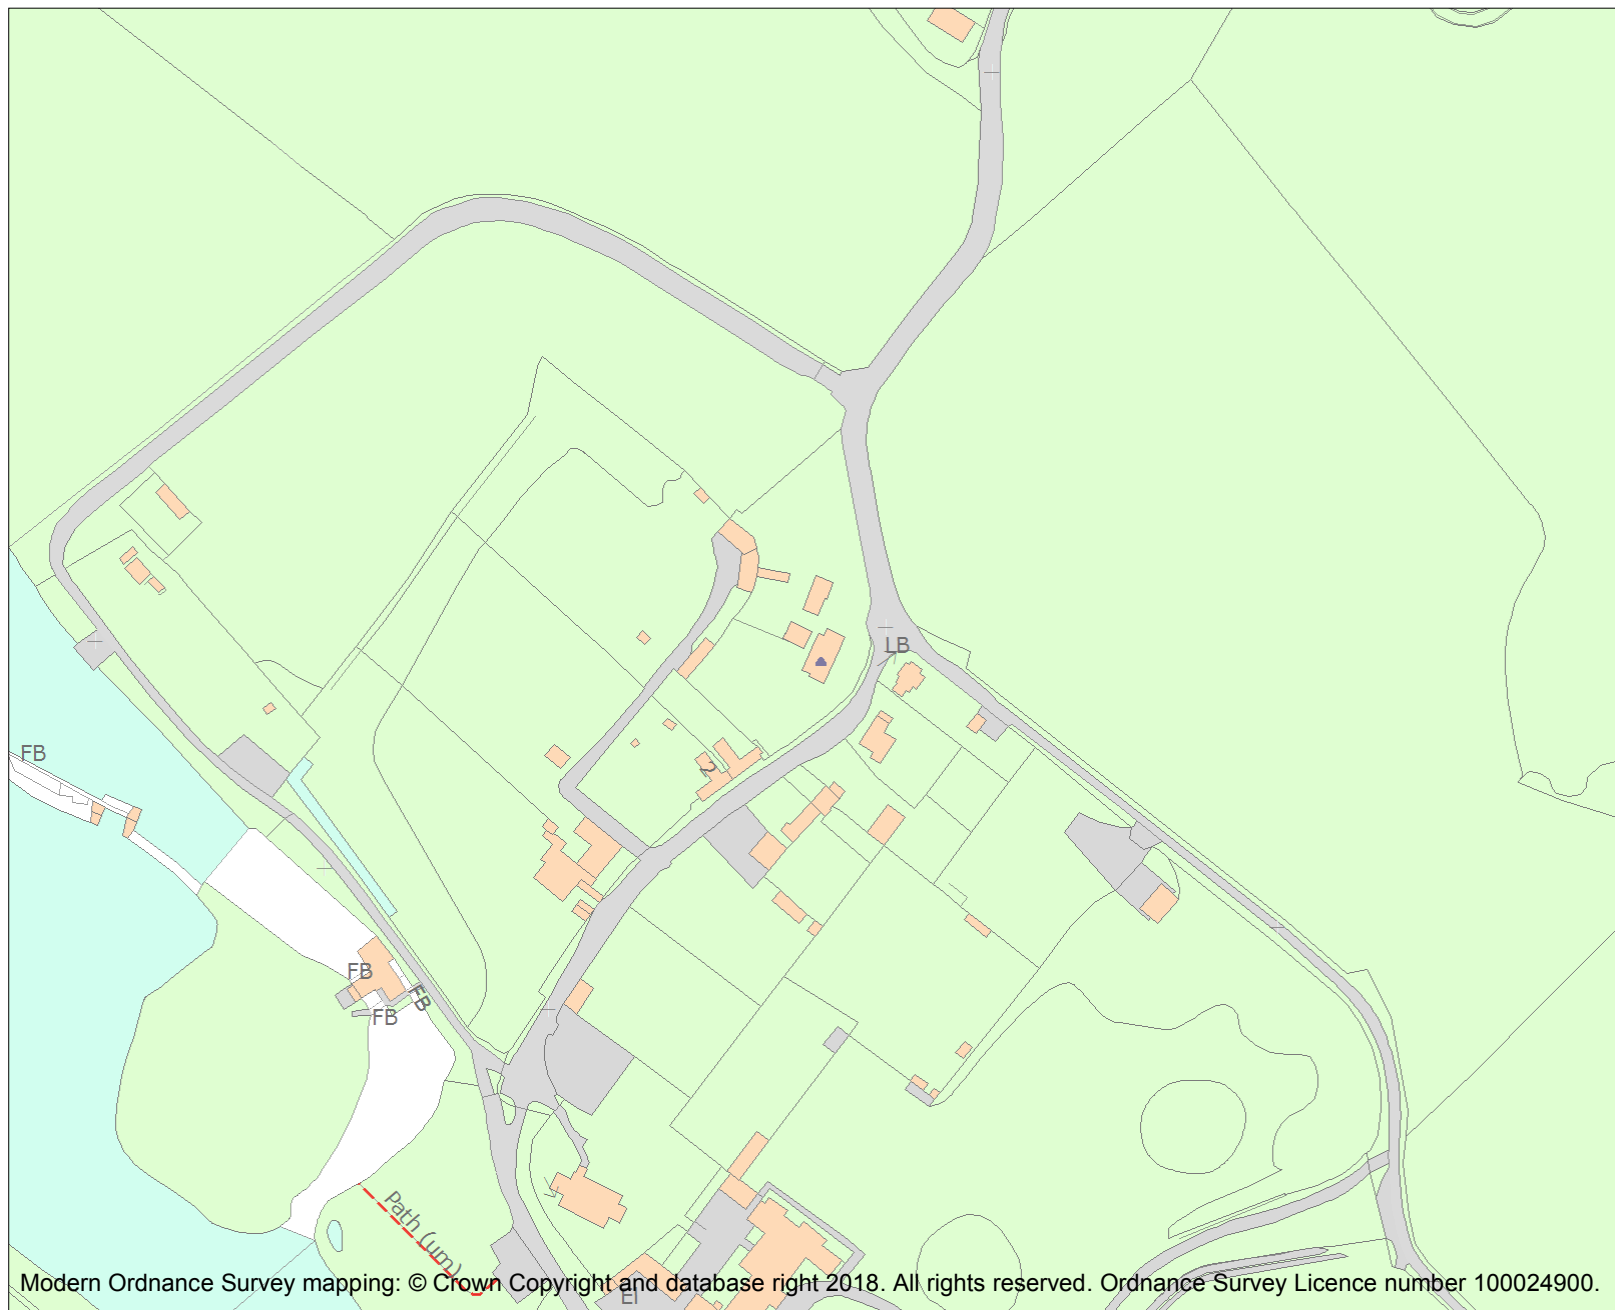 LB
FB
2
FB
FB
FB
Path (um)
El
Modern Ordnance Survey mapping: © Crown Copyright and database right 2018. All rights reserved. Ordnance Survey Licence number 100024900.